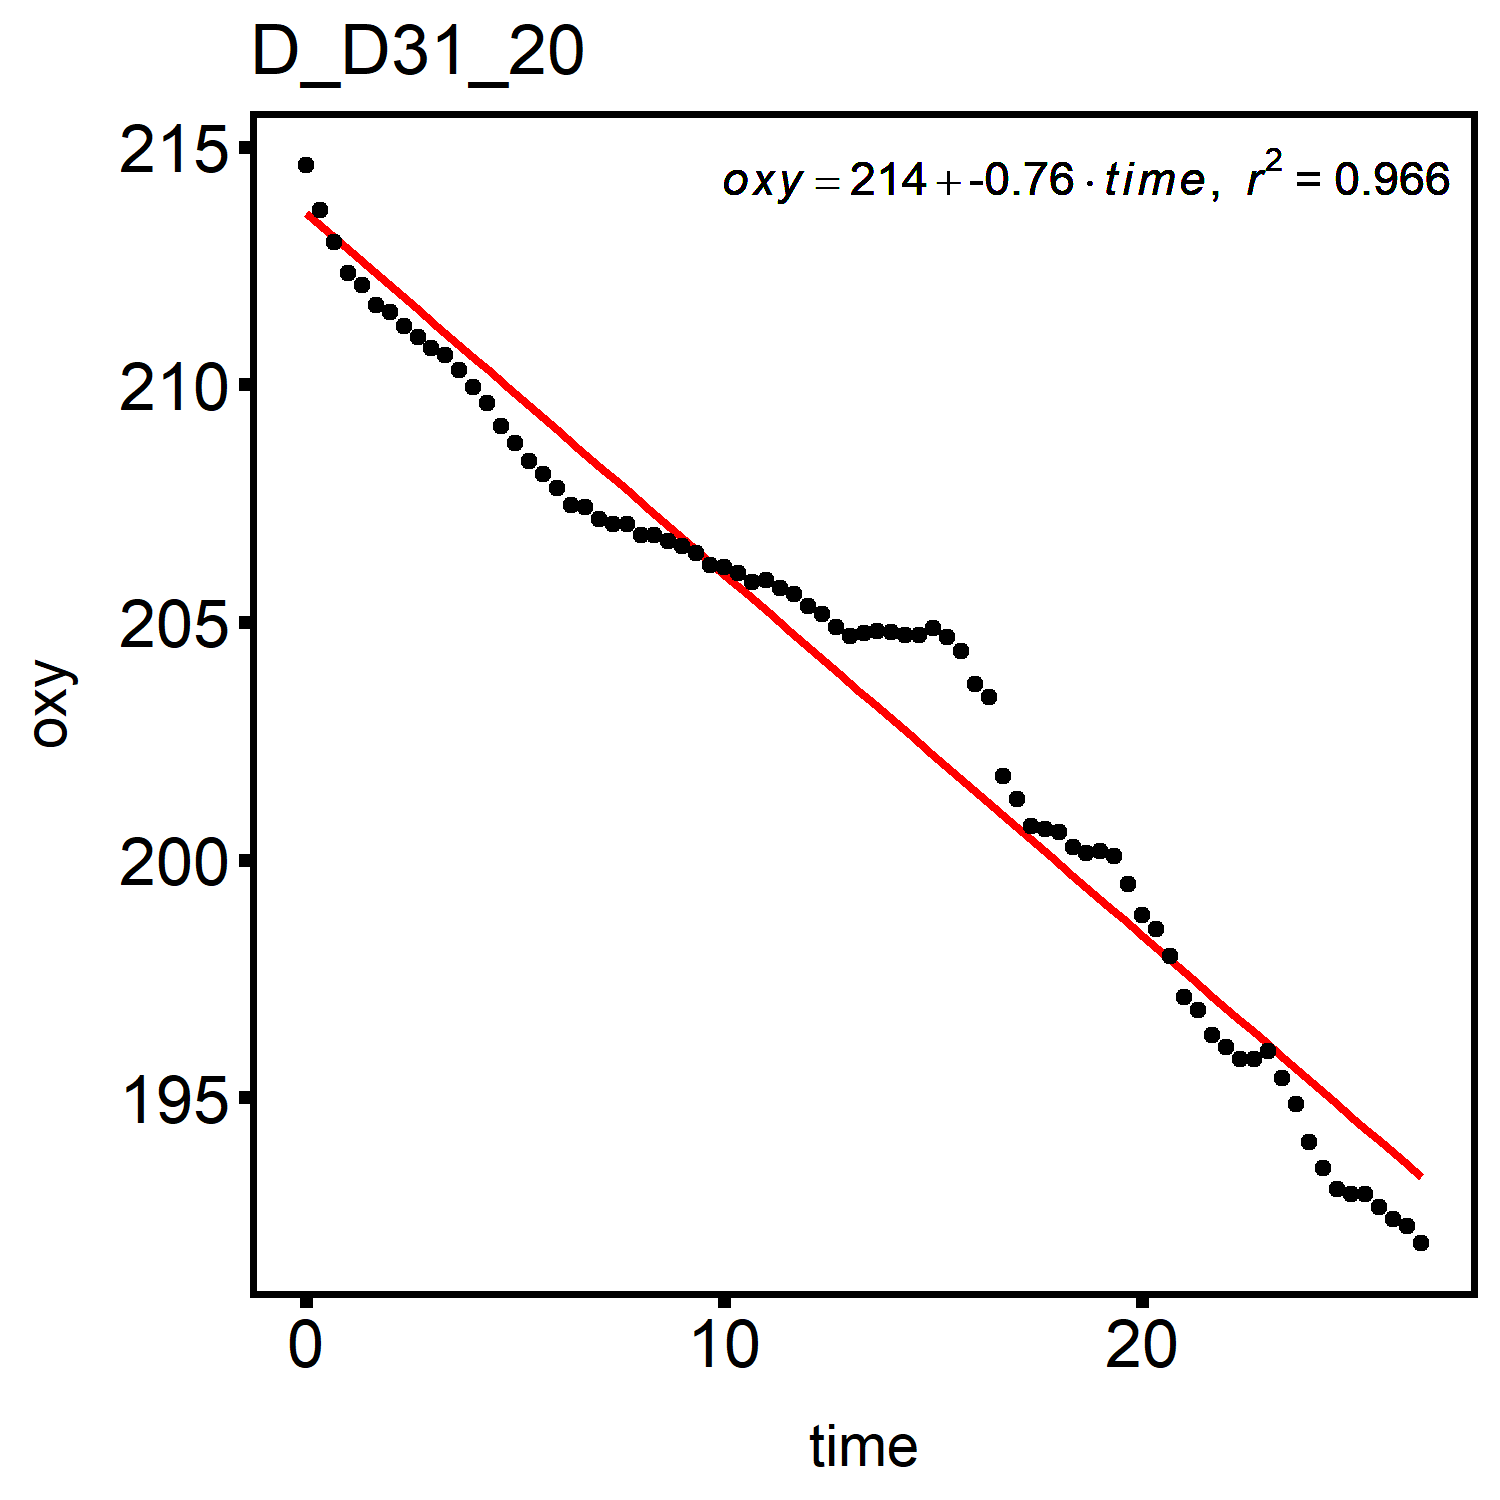 D_D31_20
oxy = 214 + -0.76 · time, r² = 0.966
215
210
205
200
195
oxy
0 10 20
time